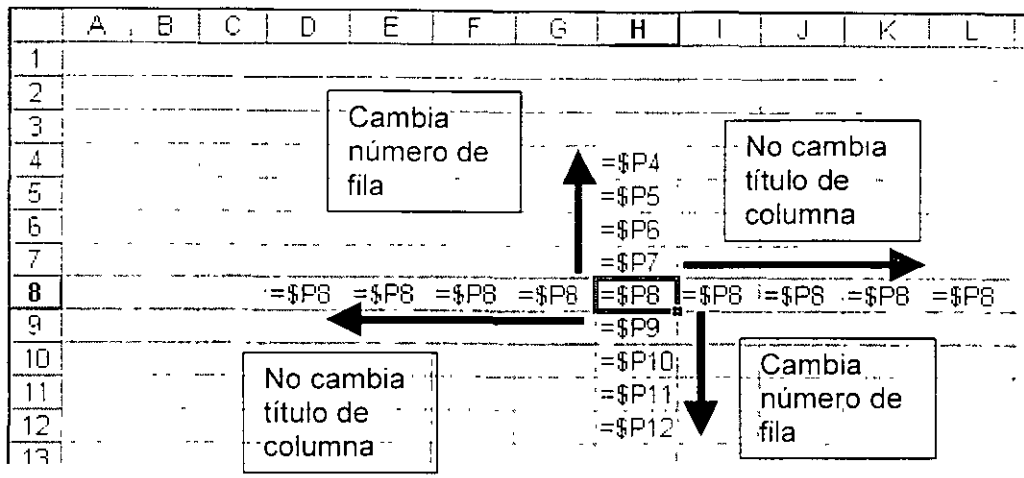 A B C D E F G H I J K L
1
2
3
4
5
6
7
8
9
10
11
12
13
Cambia
número de
fila
No cambia
título de
columna
=$P4
=$P5
=$P6
=$P7
=$P8 =$P8 =$P8 =$P8 =$P8 =$P8 =$P8 =$P8 =$P8
=$P9
=$P10
=$P11
=$P12
No cambia
título de
columna
Cambia
número de
fila